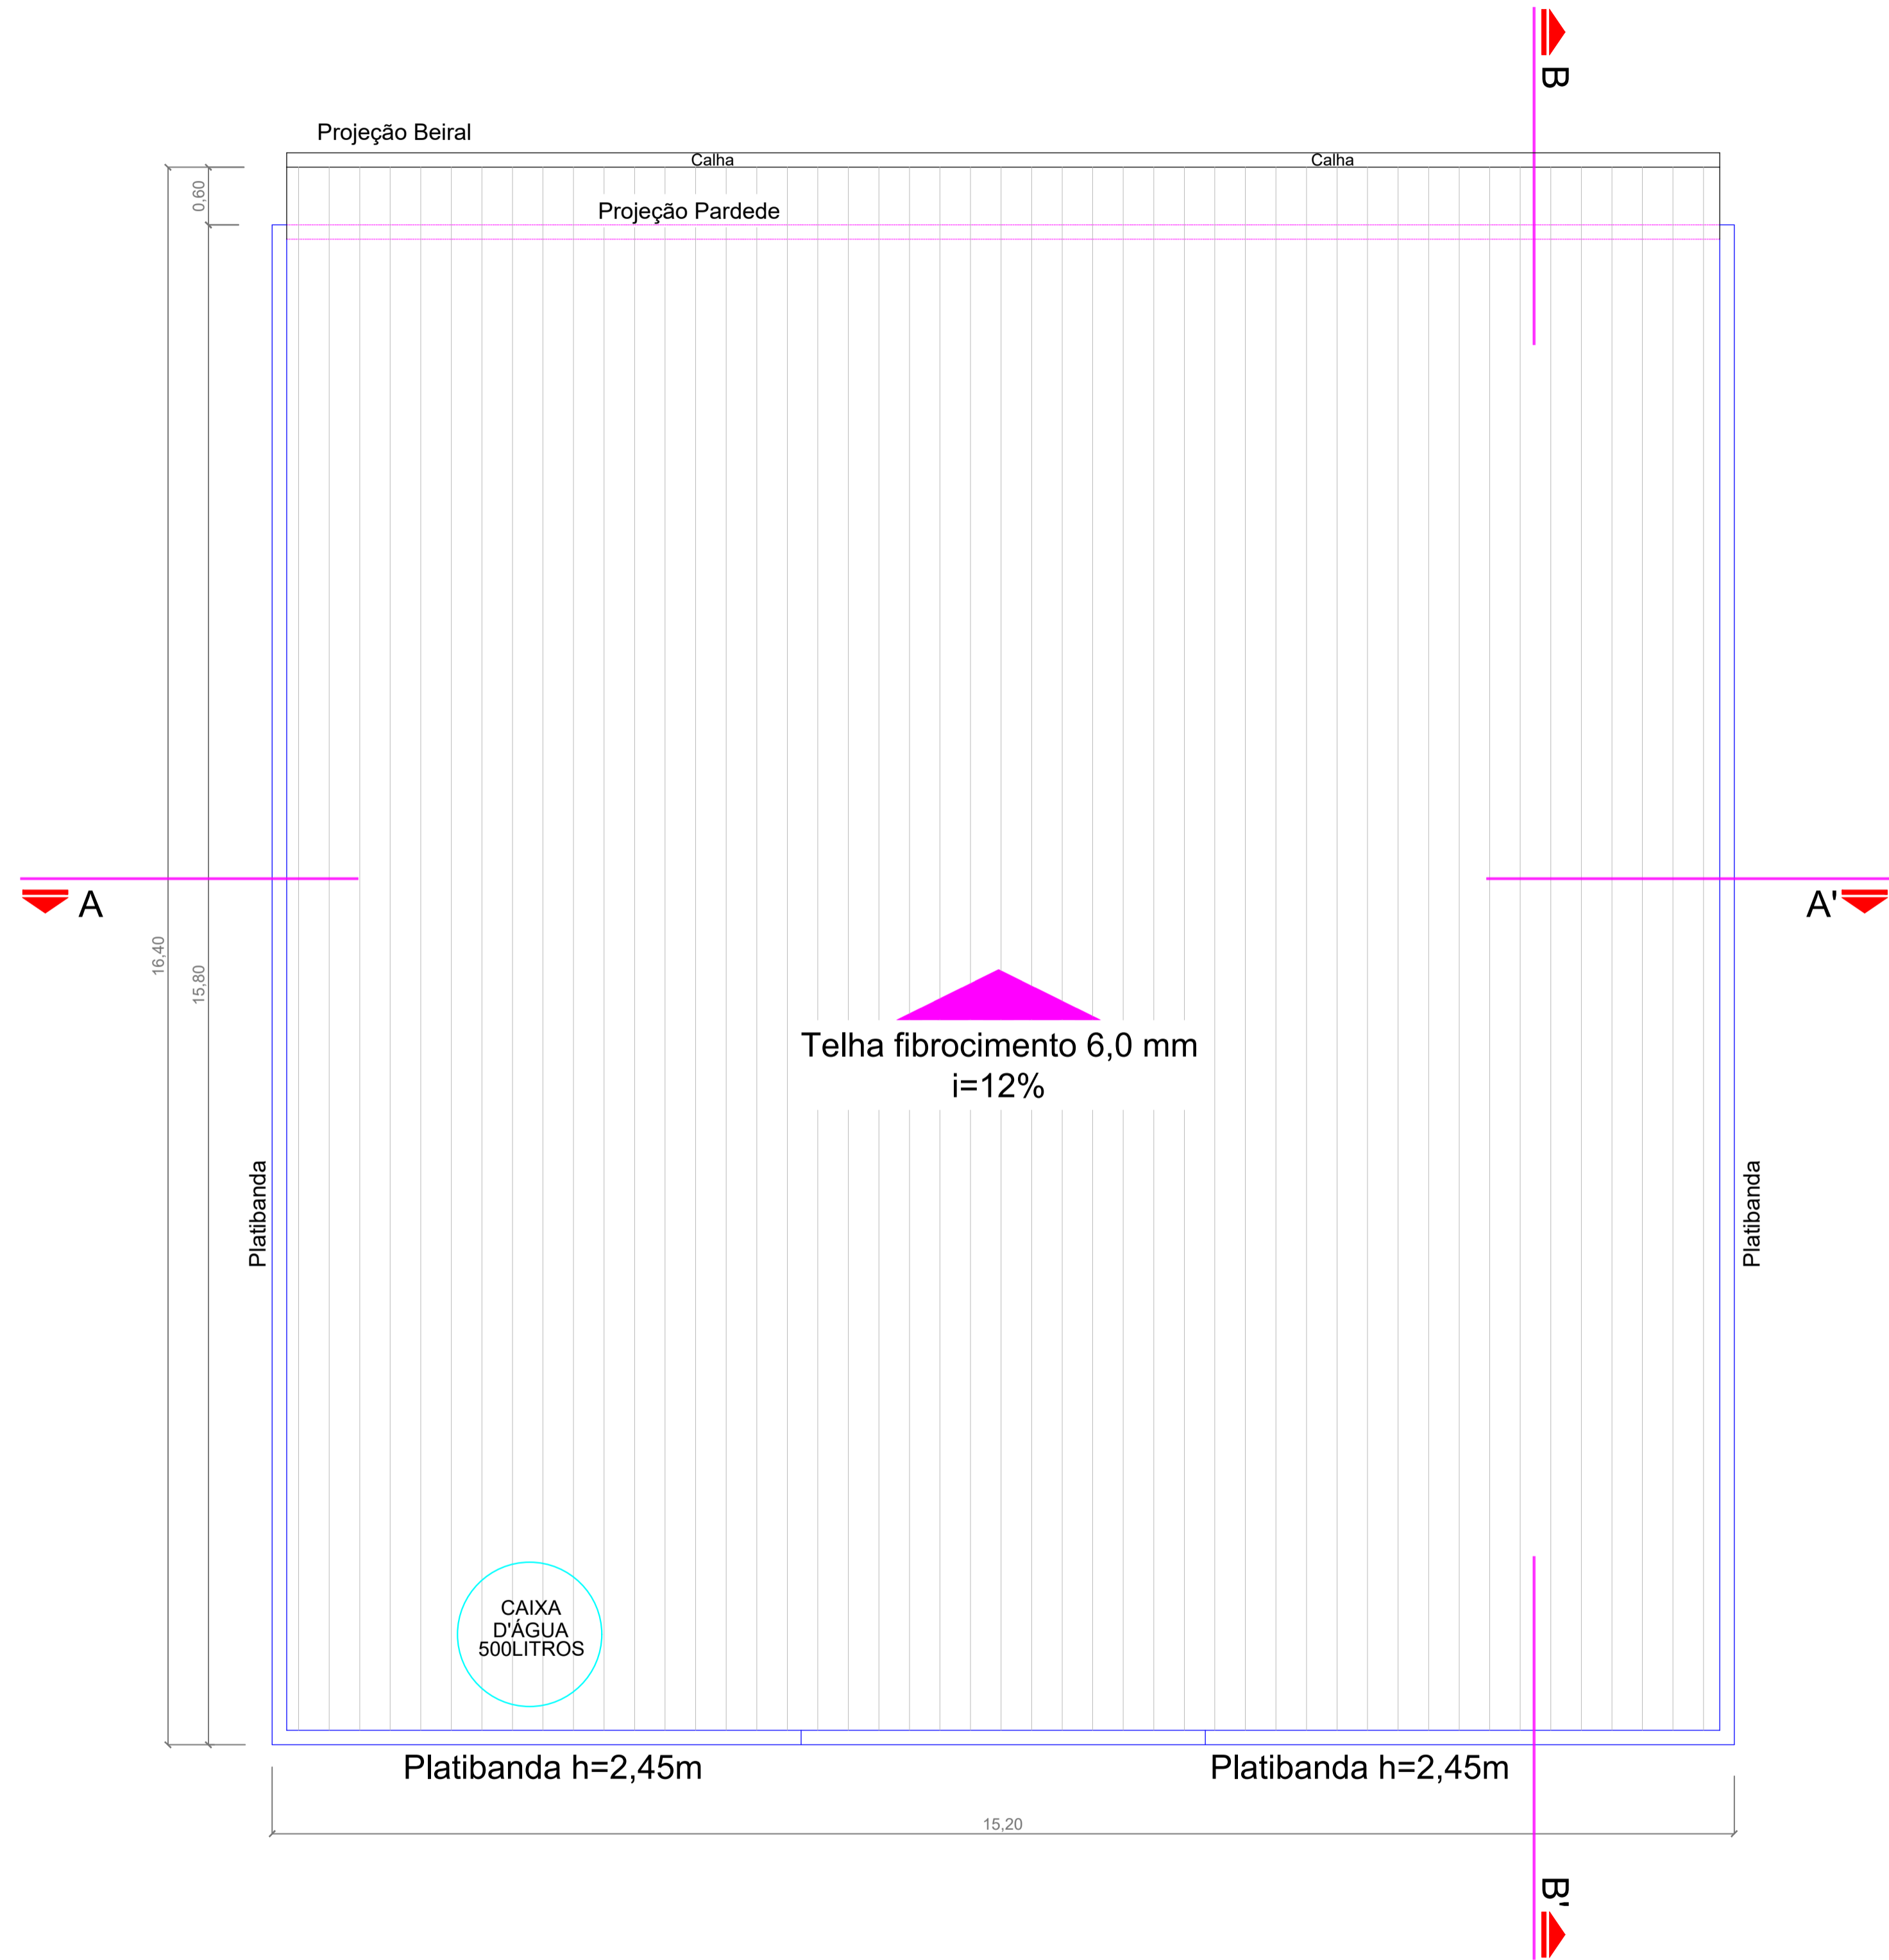 B
Projeção Beiral
Calha
Calha
0,60
Projeção Pardede
A
A'
16,40
15,80
Telha fibrocimento 6,0 mm
i=12%
Platibanda
Platibanda
CAIXA
D'ÁGUA
500LITROS
Platibanda h=2,45m
Platibanda h=2,45m
15,20
B'